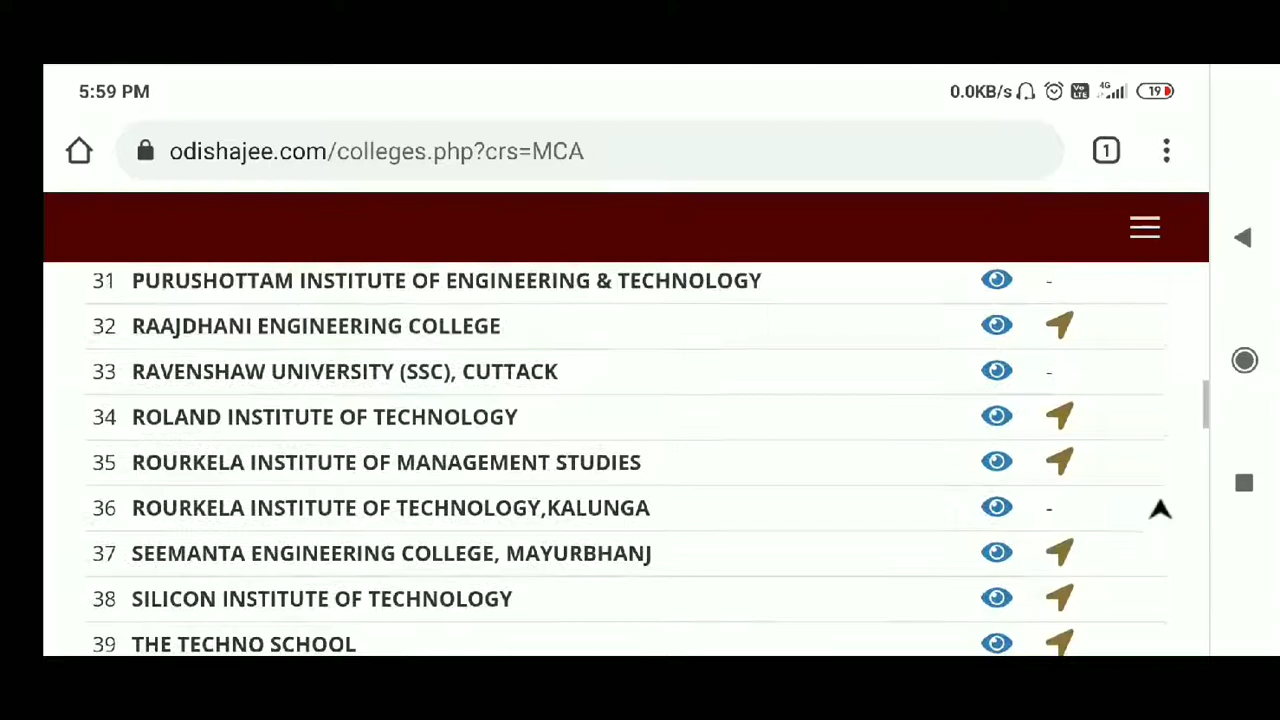 5:59 PM 0.0KB/s Vo LTE 4G 19
odishajee.com/colleges.php?crs=MCA 1
31 PURUSHOTTAM INSTITUTE OF ENGINEERING & TECHNOLOGY -
32 RAAJDHANI ENGINEERING COLLEGE
33 RAVENSHAW UNIVERSITY (SSC), CUTTACK -
34 ROLAND INSTITUTE OF TECHNOLOGY
35 ROURKELA INSTITUTE OF MANAGEMENT STUDIES
36 ROURKELA INSTITUTE OF TECHNOLOGY,KALUNGA -
37 SEEMANTA ENGINEERING COLLEGE, MAYURBHANJ
38 SILICON INSTITUTE OF TECHNOLOGY
39 THE TECHNO SCHOOL